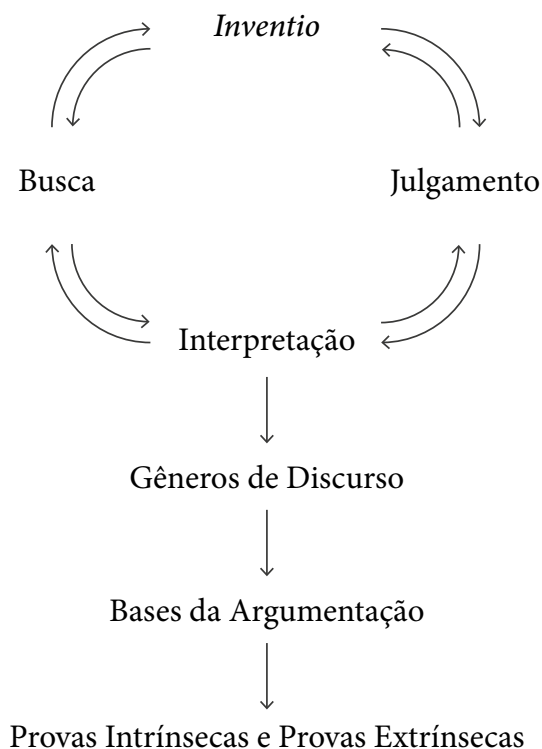 Inventio
Busca
Julgamento
Interpretação
Gêneros de Discurso
Bases da Argumentação
Provas Intrínsecas e Provas Extrínsecas